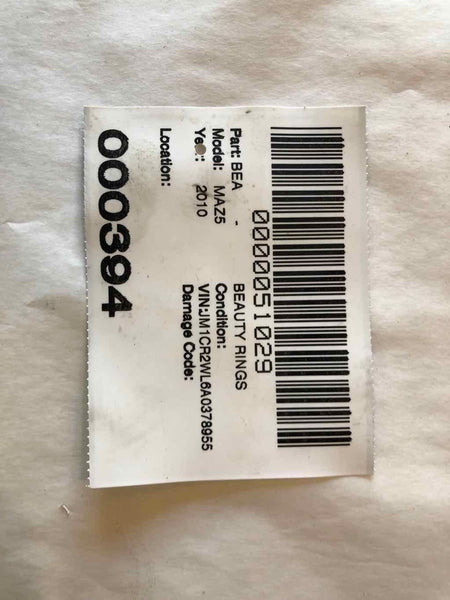 0000051029
Part: BEA - BEAUTY RINGS
Model: MAZ5 Condition:
Year: 2010 VIN:JM1CR2WL6A0378955
Damage Code:
Location:
000394